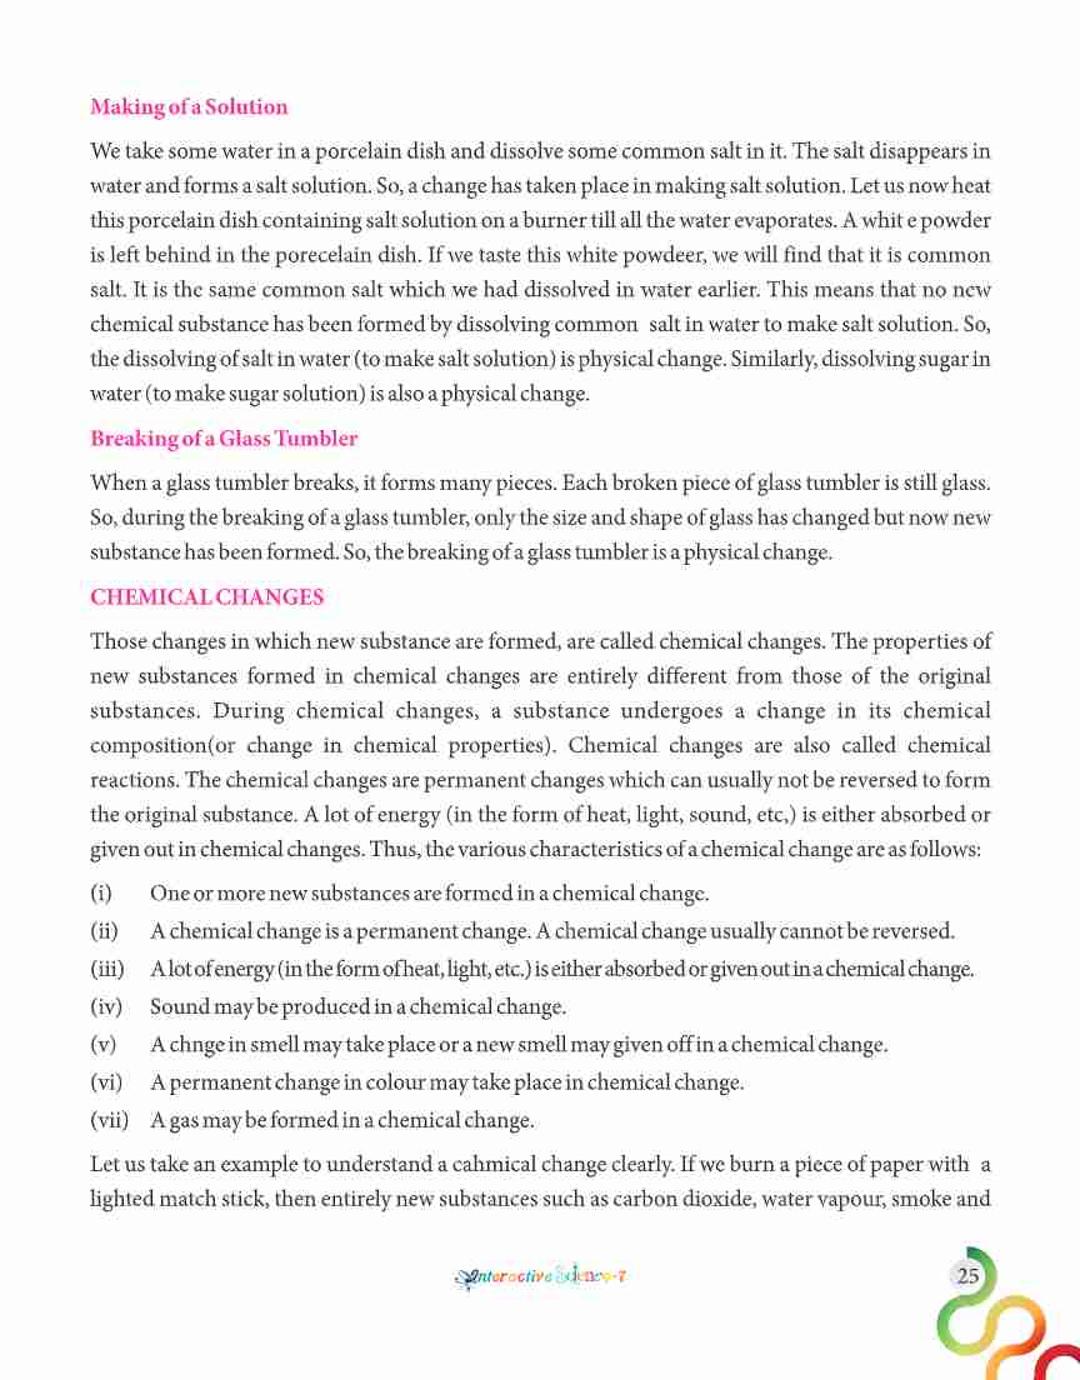 Making of a Solution
We take some water in a porcelain dish and dissolve some common salt in it. The salt disappears in
water and forms a salt solution. So, a change has taken place in making salt solution. Let us now heat
this porcelain dish containing salt solution on a burner till all the water evaporates. A whit e powder
is left behind in the porecelain dish. If we taste this white powdeer, we will find that it is common
salt. It is the same common salt which we had dissolved in water earlier. This means that no new
chemical substance has been formed by dissolving common salt in water to make salt solution. So,
the dissolving of salt in water (to make salt solution) is physical change. Similarly, dissolving sugar in
water (to make sugar solution) is also a physical change.
Breaking of a Glass Tumbler
When a glass tumbler breaks, it forms many pieces. Each broken piece of glass tumbler is still glass.
So, during the breaking of a glass tumbler, only the size and shape of glass has changed but now new
substance has been formed. So, the breaking of a glass tumbler is a physical change.
CHEMICAL CHANGES
Those changes in which new substance are formed, are called chemical changes. The properties of
new substances formed in chemical changes are entirely different from those of the original
substances. During chemical changes, a substance undergoes a change in its chemical
composition(or change in chemical properties). Chemical changes are also called chemical
reactions. The chemical changes are permanent changes which can usually not be reversed to form
the original substance. A lot of energy (in the form of heat, light, sound, etc,) is either absorbed or
given out in chemical changes. Thus, the various characteristics of a chemical change are as follows:
(i) One or more new substances are formed in a chemical change.
(ii) A chemical change is a permanent change. A chemical change usually cannot be reversed.
(iii) A lot of energy (in the form of heat, light, etc.) is either absorbed or given out in a chemical change.
(iv) Sound may be produced in a chemical change.
(v) A chnge in smell may take place or a new smell may given off in a chemical change.
(vi) A permanent change in colour may take place in chemical change.
(vii) A gas may be formed in a chemical change.
Let us take an example to understand a cahmical change clearly. If we burn a piece of paper with a
lighted match stick, then entirely new substances such as carbon dioxide, water vapour, smoke and
Interactive Science-7
25